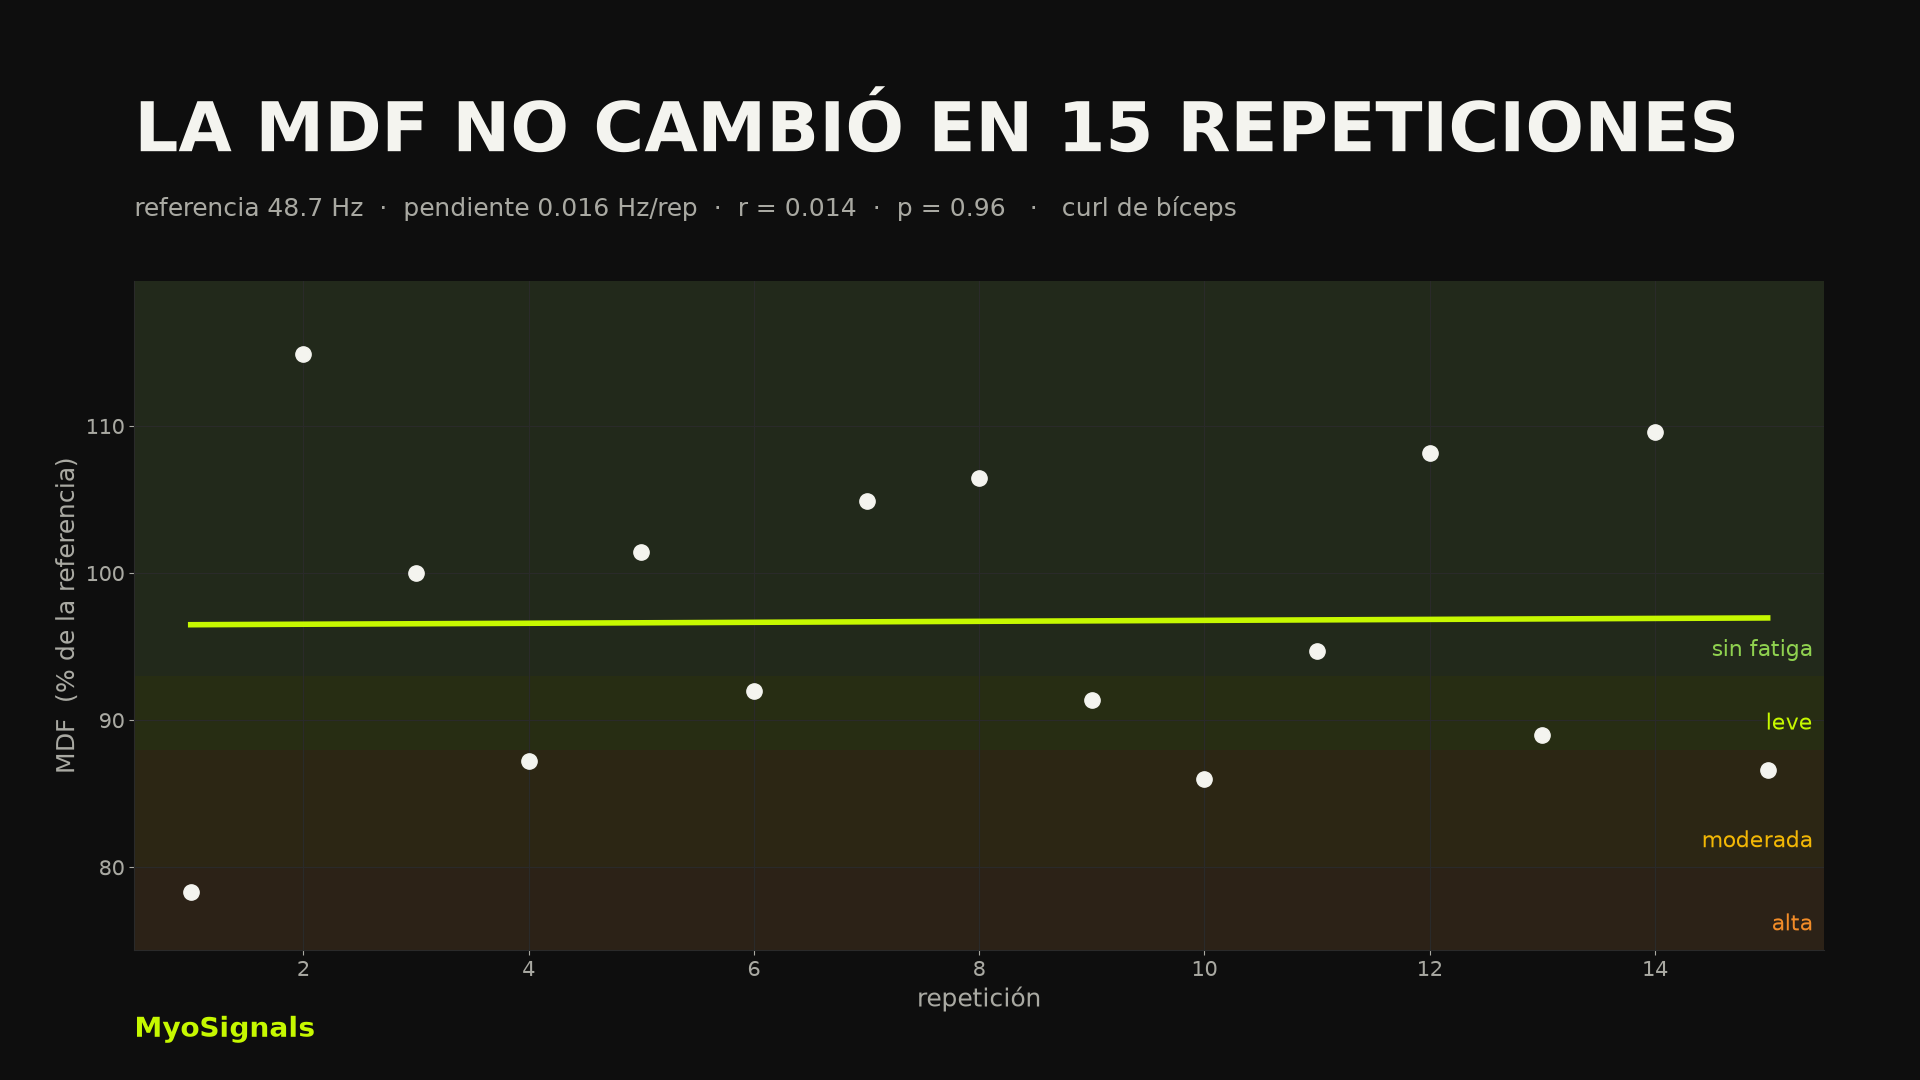 LA MDF NO CAMBIÓ EN 15 REPETICIONES
referencia 48.7 Hz · pendiente 0.016 Hz/rep · r = 0.014 · p = 0.96 · curl de bíceps
MDF (% de la referencia)
110
100
90
80
sin fatiga
leve
moderada
alta
2 4 6 8 10 12 14
repetición
MyoSignals